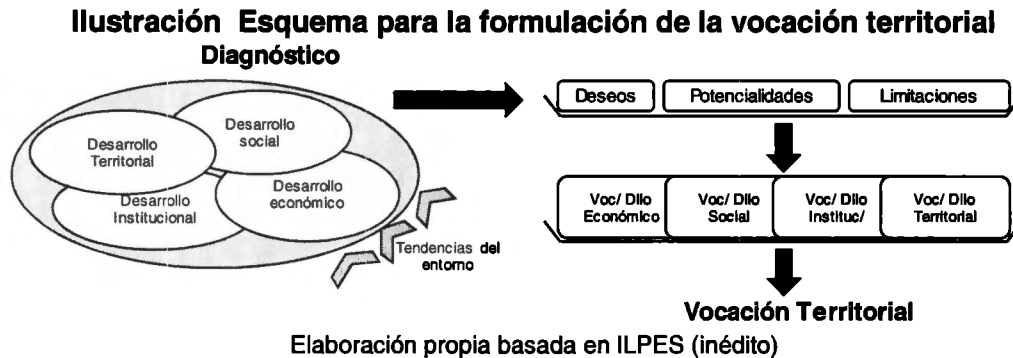 Ilustración Esquema para la formulación de la vocación territorial
Diagnóstico
Desarrollo
Territorial
Desarrollo
social
Desarrollo
Institucional
Desarrollo
económico
Tendencias del
entorno
Deseos
Potencialidades
Limitaciones
Voc/ Dllo
Económico
Voc/ Dllo
Social
Voc/ Dllo
Instituc/
Voc/ Dllo
Territorial
Vocación Territorial
Elaboración propia basada en ILPES (inédito)